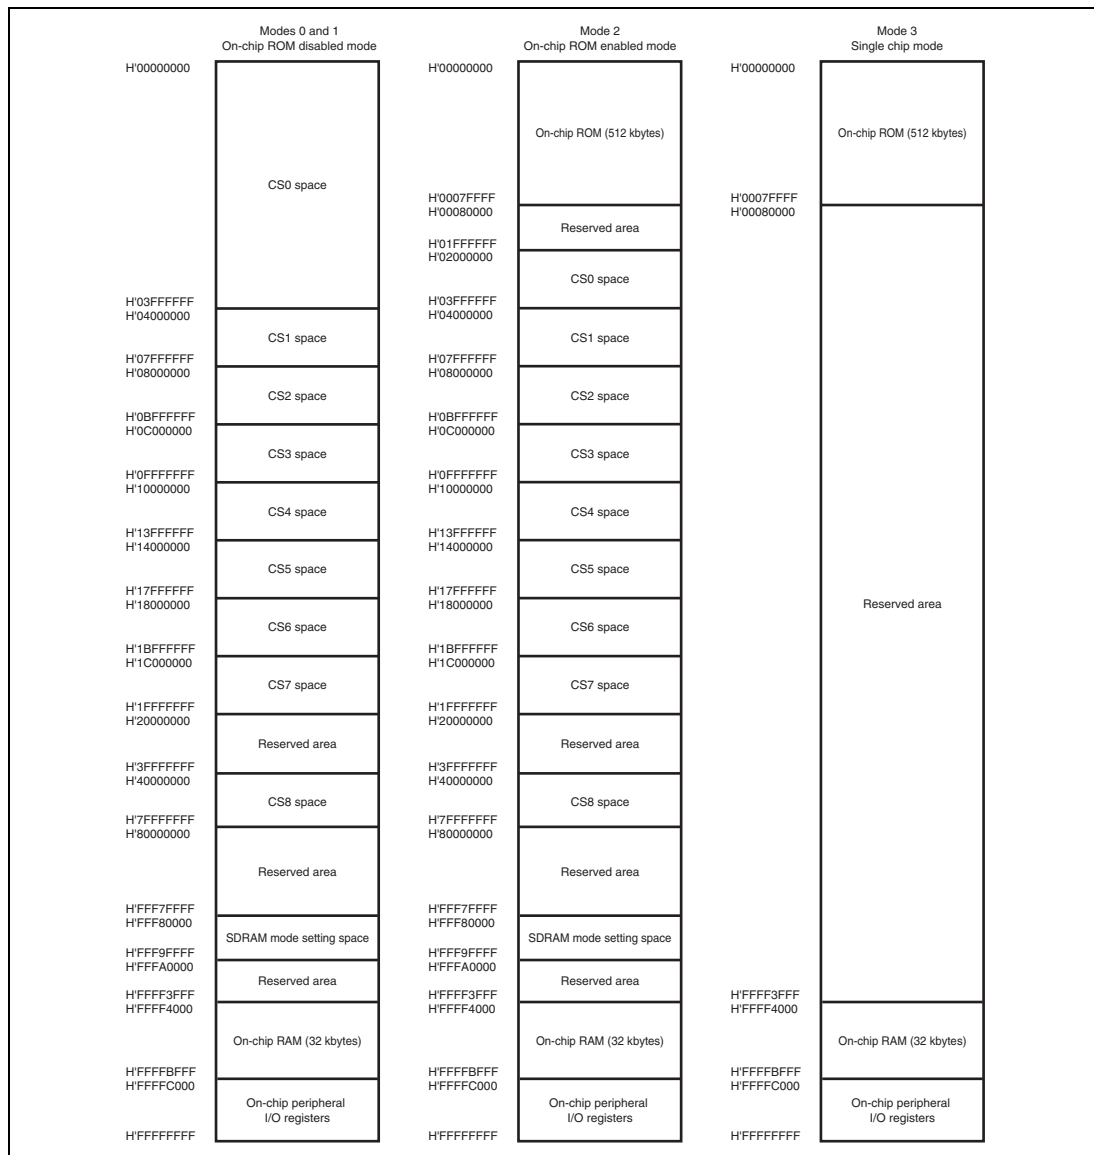 Modes 0 and 1
On-chip ROM disabled mode
H'00000000
CS0 space
H'03FFFFFF
H'04000000
CS1 space
H'07FFFFFF
H'08000000
CS2 space
H'0BFFFFFF
H'0C000000
CS3 space
H'0FFFFFFF
H'10000000
CS4 space
H'13FFFFFF
H'14000000
CS5 space
H'17FFFFFF
H'18000000
CS6 space
H'1BFFFFFF
H'1C000000
CS7 space
H'1FFFFFFF
H'20000000
Reserved area
H'3FFFFFFF
H'40000000
CS8 space
H'7FFFFFFF
H'80000000
Reserved area
H'FFF7FFFF
H'FFF80000
SDRAM mode setting space
H'FFF9FFFF
H'FFFA0000
Reserved area
H'FFFF3FFF
H'FFFF4000
On-chip RAM (32 kbytes)
H'FFFFBFFF
H'FFFFC000
On-chip peripheral
I/O registers
H'FFFFFFFF
Mode 2
On-chip ROM enabled mode
H'00000000
On-chip ROM (512 kbytes)
H'0007FFFF
H'00080000
Reserved area
H'01FFFFFF
H'02000000
CS0 space
H'03FFFFFF
H'04000000
CS1 space
H'07FFFFFF
H'08000000
CS2 space
H'0BFFFFFF
H'0C000000
CS3 space
H'0FFFFFFF
H'10000000
CS4 space
H'13FFFFFF
H'14000000
CS5 space
H'17FFFFFF
H'18000000
CS6 space
H'1BFFFFFF
H'1C000000
CS7 space
H'1FFFFFFF
H'20000000
Reserved area
H'3FFFFFFF
H'40000000
CS8 space
H'7FFFFFFF
H'80000000
Reserved area
H'FFF7FFFF
H'FFF80000
SDRAM mode setting space
H'FFF9FFFF
H'FFFA0000
Reserved area
H'FFFF3FFF
H'FFFF4000
On-chip RAM (32 kbytes)
H'FFFFBFFF
H'FFFFC000
On-chip peripheral
I/O registers
H'FFFFFFFF
Mode 3
Single chip mode
H'00000000
On-chip ROM (512 kbytes)
H'0007FFFF
H'00080000
Reserved area
H'FFFF3FFF
H'FFFF4000
On-chip RAM (32 kbytes)
H'FFFFBFFF
H'FFFFC000
On-chip peripheral
I/O registers
H'FFFFFFFF